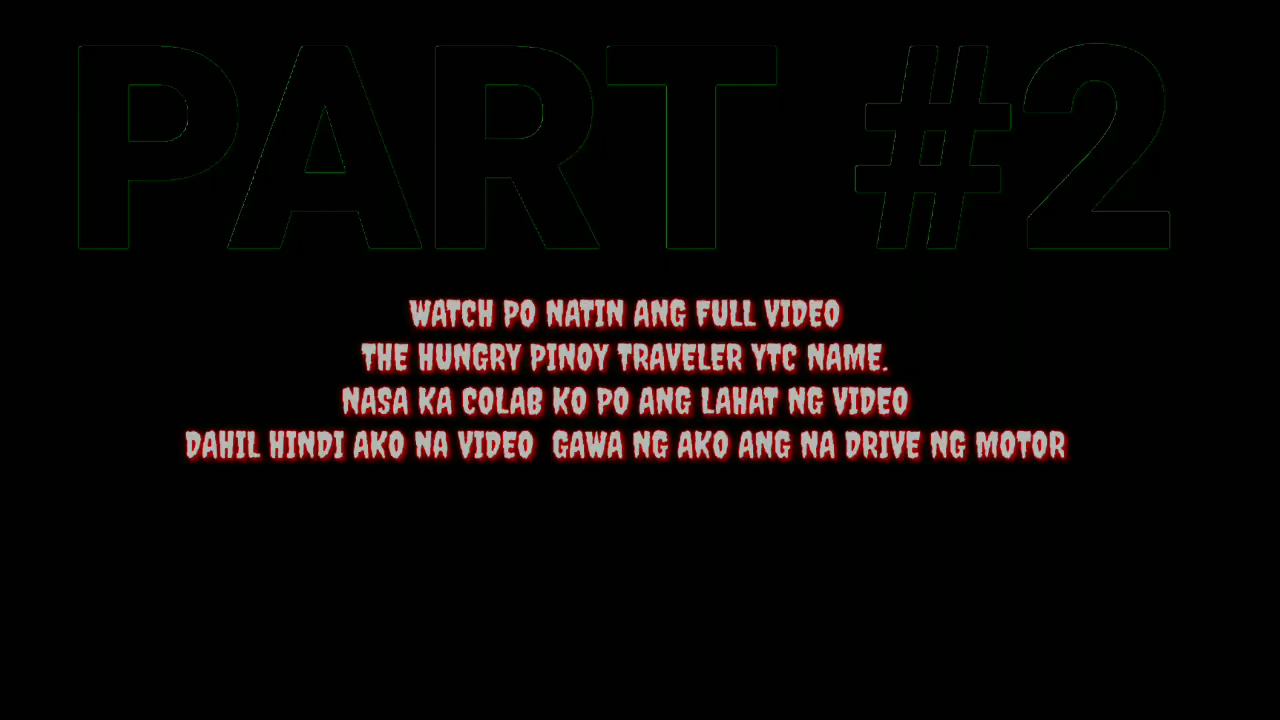 PART #2
WATCH PO NATIN ANG FULL VIDEO
THE HUNGRY PINOY TRAVELER YTC NAME.
NASA KA COLAB KO PO ANG LAHAT NG VIDEO
DAHIL HINDI AKO NA VIDEO GAWA NG AKO ANG NA DRIVE NG MOTOR